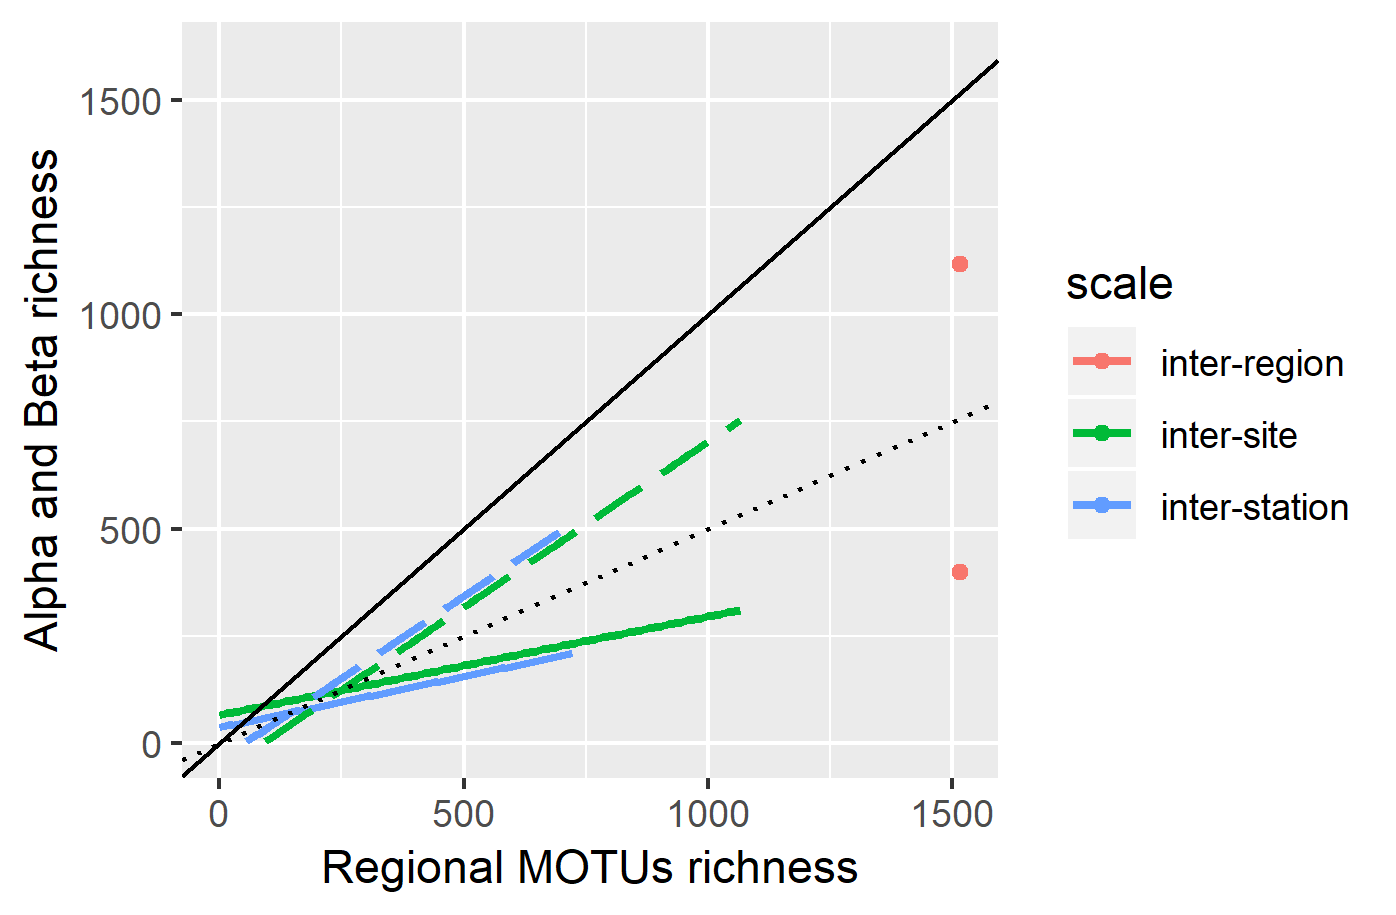 Alpha and Beta richness
1500
1000
500
0
0
500
1000
1500
Regional MOTUs richness
scale
inter-region
inter-site
inter-station